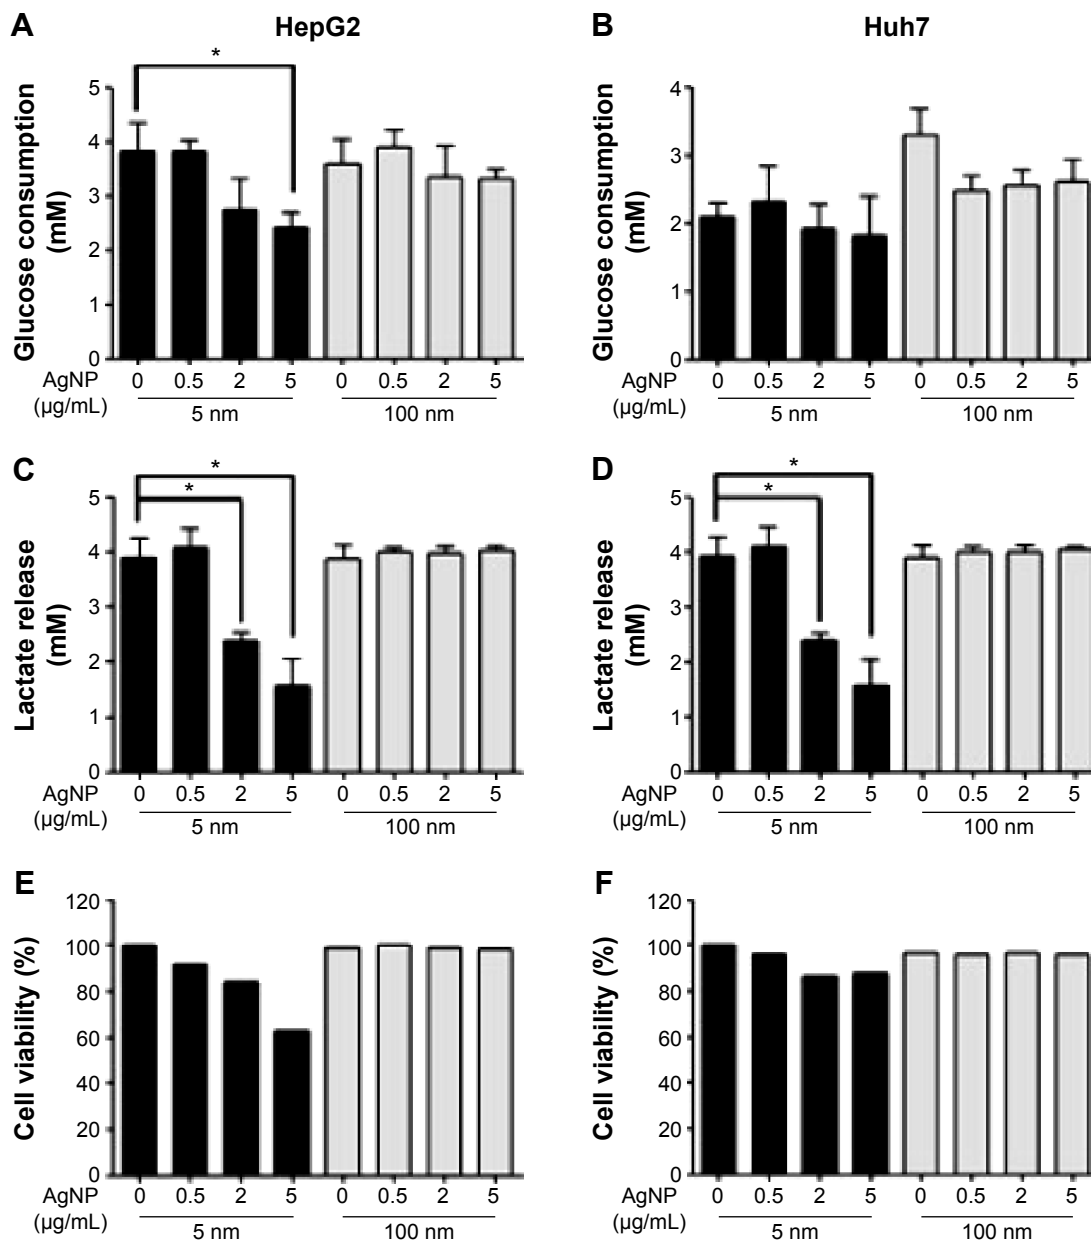 A
HepG2
*
Glucose consumption
(mM)
5
4
3
2
1
0
AgNP
(µg/mL)
0 0.5 2 5 0 0.5 2 5
5 nm 100 nm
B
Huh7
Glucose consumption
(mM)
4
3
2
1
0
AgNP
(µg/mL)
0 0.5 2 5 0 0.5 2 5
5 nm 100 nm
C
*
*
Lactate release
(mM)
5
4
3
2
1
0
AgNP
(µg/mL)
0 0.5 2 5 0 0.5 2 5
5 nm 100 nm
D
*
*
Lactate release
(mM)
5
4
3
2
1
0
AgNP
(µg/mL)
0 0.5 2 5 0 0.5 2 5
5 nm 100 nm
E
Cell viability (%)
120
100
80
60
40
20
0
AgNP
(µg/mL)
0 0.5 2 5 0 0.5 2 5
5 nm 100 nm
F
Cell viability (%)
120
100
80
60
40
20
0
AgNP
(µg/mL)
0 0.5 2 5 0 0.5 2 5
5 nm 100 nm